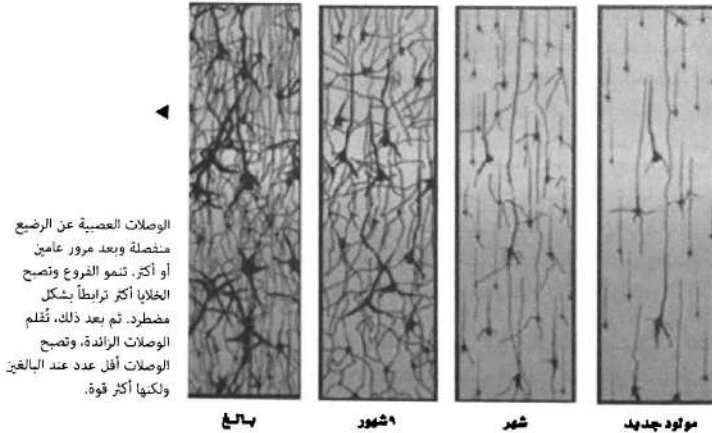 الوصلات العصبية عن الرضيع
منفصلة وبعد مرور عامين
أو أكثر. تنمو الفروع وتصبح
الخلايا أكثر ترابطاً بشكل
مضطرد. ثم بعد ذلك، تُقلم
الوصلات الزائدة، وتصبح
الوصلات أقل عدد عند البالغين
ولكنها أكثر قوة.
مولود جديد
شهر
٩ شهور
بالغ